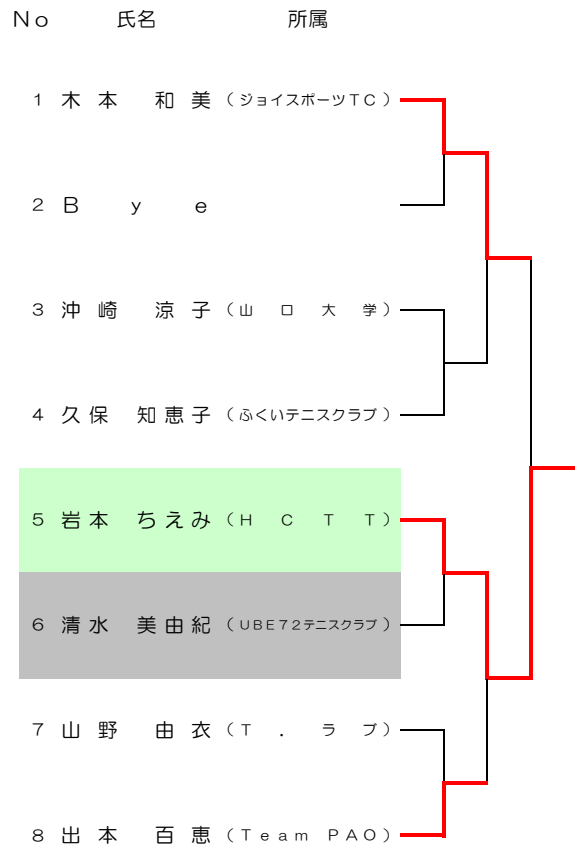 No 氏名 所属
1 木本 和美 (ジョイスポーツTC)
2 Bye
3 沖崎 涼子 (山口大学)
4 久保 知恵子 (ふくいテニスクラブ)
5 岩本 ちえみ (HCTT)
6 清水 美由紀 (UBE72テニスクラブ)
7 山野 由衣 (T.ラブ)
8 出本 百恵 (Team PAO)